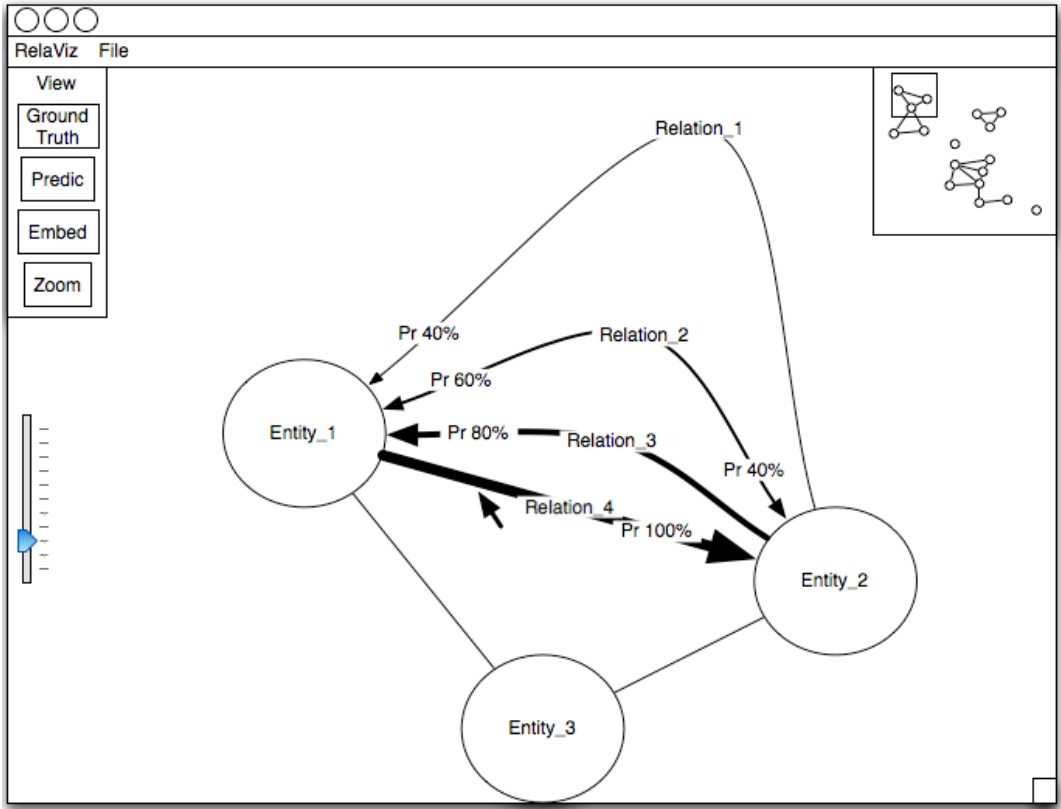 RelaViz File
View
Ground
Truth
Predic
Embed
Zoom
Relation_1
Pr 40%
Relation_2
Pr 60%
Entity_1
Pr 80%
Relation_3
Pr 40%
Relation_4
Pr 100%
Entity_2
Entity_3